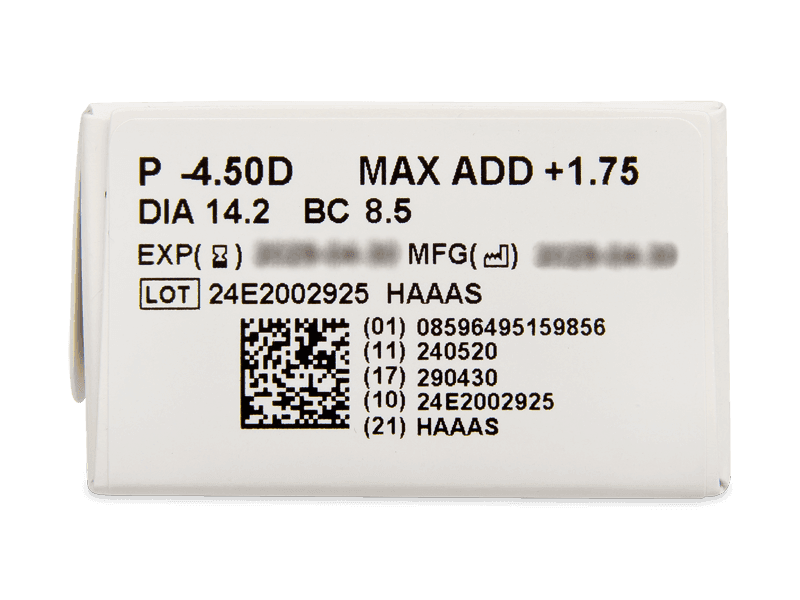 P -4.50D MAX ADD +1.75
DIA 14.2 BC 8.5
EXP( ) MFG( )
LOT 24E2002925 HAAAS
(01) 08596495159856
(11) 240520
(17) 290430
(10) 24E2002925
(21) HAAAS